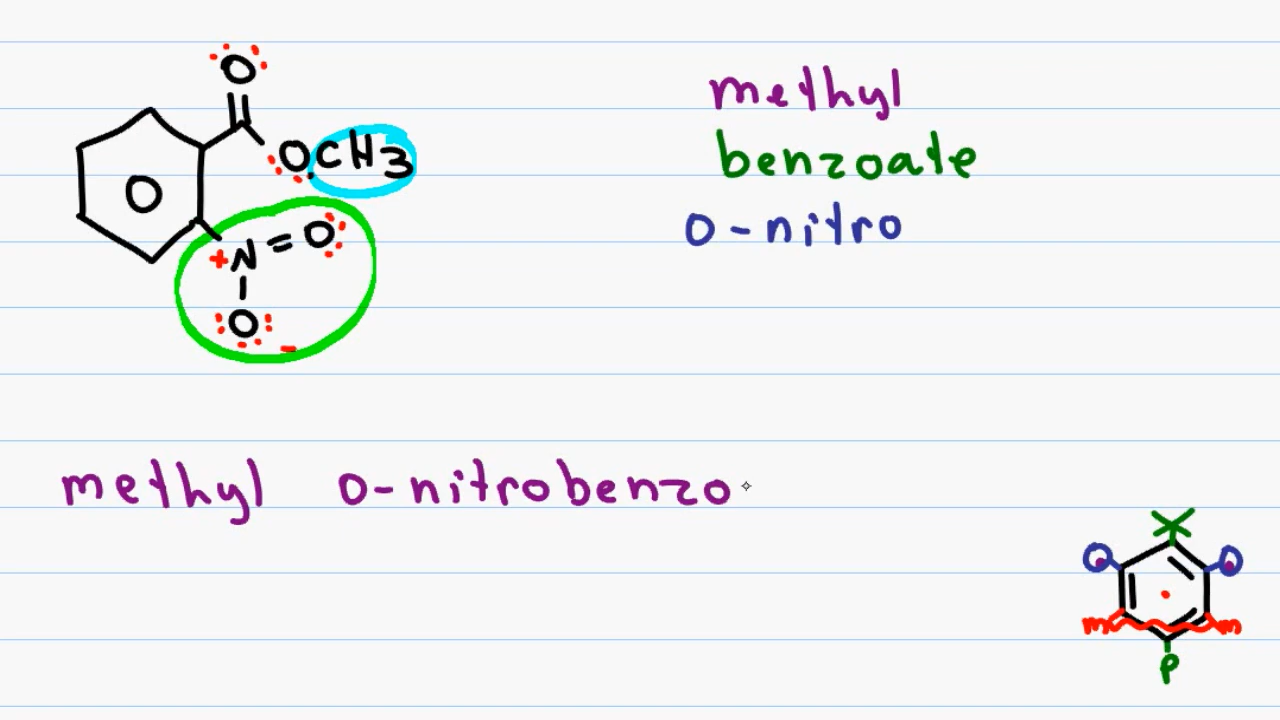 O
OCH3
methyl
benzoate
O
N=O
O
o-nitro
methyl o-nitrobenzo
X
O O
m m
P